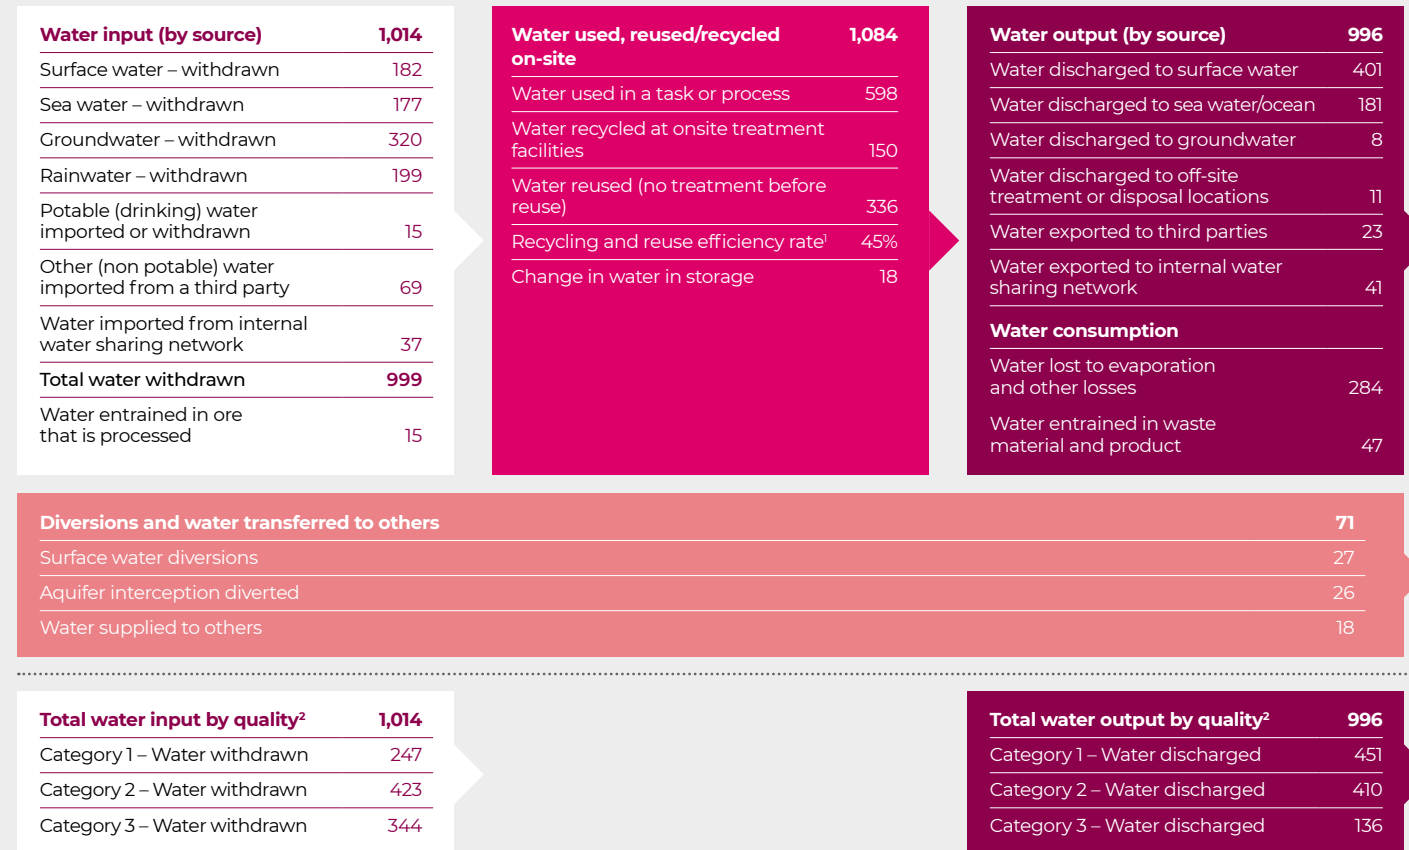 Water input (by source) 1,014
Surface water – withdrawn 182
Sea water – withdrawn 177
Groundwater – withdrawn 320
Rainwater – withdrawn 199
Potable (drinking) water
imported or withdrawn 15
Other (non potable) water
imported from a third party 69
Water imported from internal
water sharing network 37
Total water withdrawn 999
Water entrained in ore
that is processed 15
Water used, reused/recycled 1,084
on-site
Water used in a task or process 598
Water recycled at onsite treatment
facilities 150
Water reused (no treatment before
reuse) 336
Recycling and reuse efficiency rate¹ 45%
Change in water in storage 18
Water output (by source) 996
Water discharged to surface water 401
Water discharged to sea water/ocean 181
Water discharged to groundwater 8
Water discharged to off-site
treatment or disposal locations 11
Water exported to third parties 23
Water exported to internal water
sharing network 41
Water consumption
Water lost to evaporation
and other losses 284
Water entrained in waste
material and product 47
Diversions and water transferred to others 71
Surface water diversions 27
Aquifer interception diverted 26
Water supplied to others 18
Total water input by quality² 1,014
Category 1 – Water withdrawn 247
Category 2 – Water withdrawn 423
Category 3 – Water withdrawn 344
Total water output by quality² 996
Category 1 – Water discharged 451
Category 2 – Water discharged 410
Category 3 – Water discharged 136